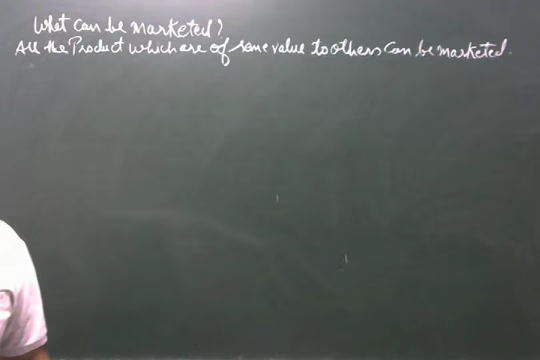 What can be marketed?
All the Product which are of some value to others can be marketed.